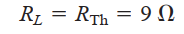 R_L = R_Th = 9 Ω